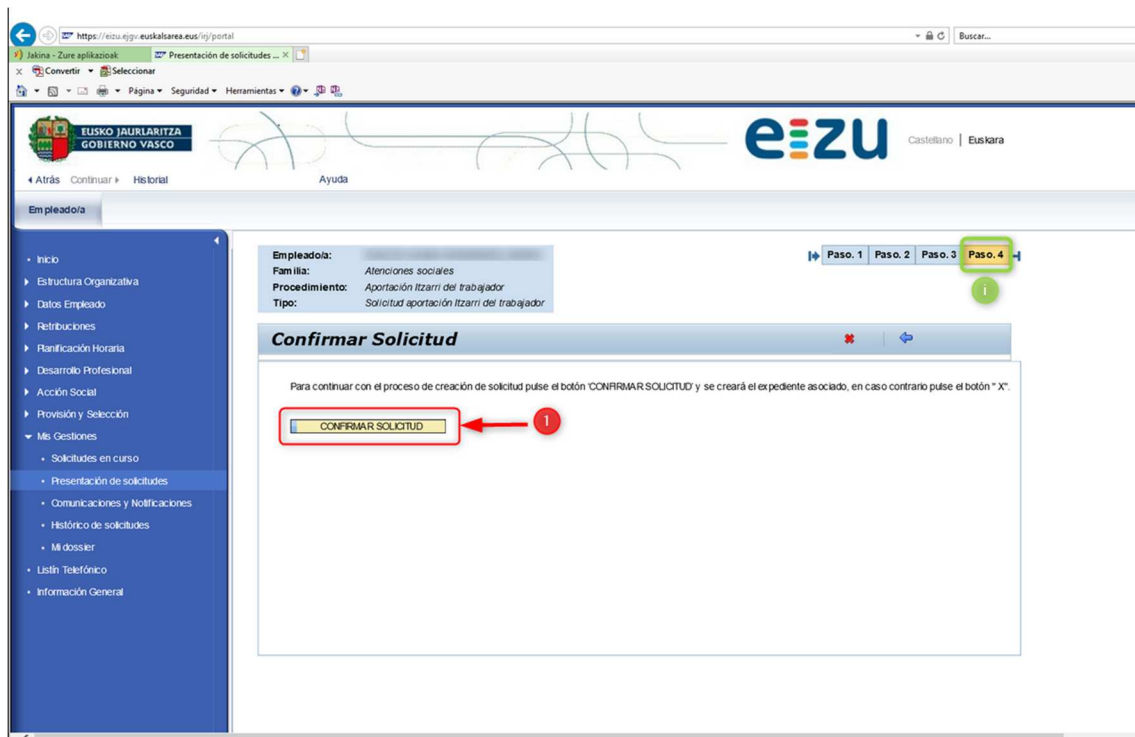 https://eizu.ejgv.euskalsarea.eus/irj/portal
Buscar...
Jakina - Zure aplikazioak
Presentación de solicitudes ...
Convertir
Seleccionar
Página
Seguridad
Herramientas
EUSKO JAURLARITZA
GOBIERNO VASCO
eizu
Castellano | Euskara
Atrás Continuar Historial Ayuda
Empleado/a
Inicio
Estructura Organizativa
Datos Empleado
Retribuciones
Planificación Horaria
Desarrollo Profesional
Acción Social
Provisión y Selección
Mis Gestiones
Solicitudes en curso
Presentación de solicitudes
Comunicaciones y Notificaciones
Histórico de solicitudes
Mi dossier
Listín Telefónico
Información General
Empleado/a:
Familia: Atenciones sociales
Procedimiento: Aportación Itzarri del trabajador
Tipo: Solicitud aportación Itzarri del trabajador
Paso. 1 Paso. 2 Paso. 3 Paso. 4
i
Confirmar Solicitud
Para continuar con el proceso de creación de solicitud pulse el botón 'CONFIRMAR SOLICITUD' y se creará el expediente asociado, en caso contrario pulse el botón " X".
CONFIRMAR SOLICITUD
1